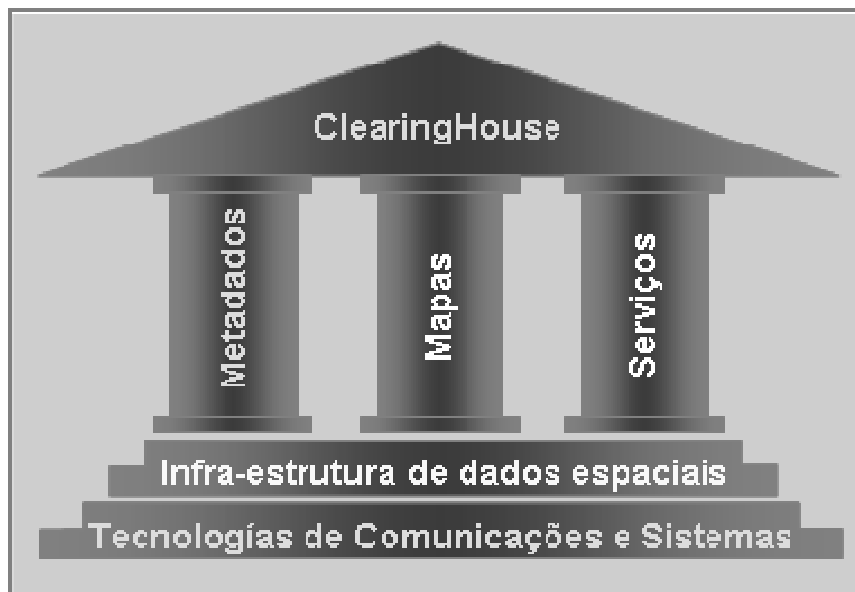 ClearingHouse
Metadados
Mapas
Serviços
Infra-estrutura de dados espaciais
Tecnologías de Comunicações e Sistemas